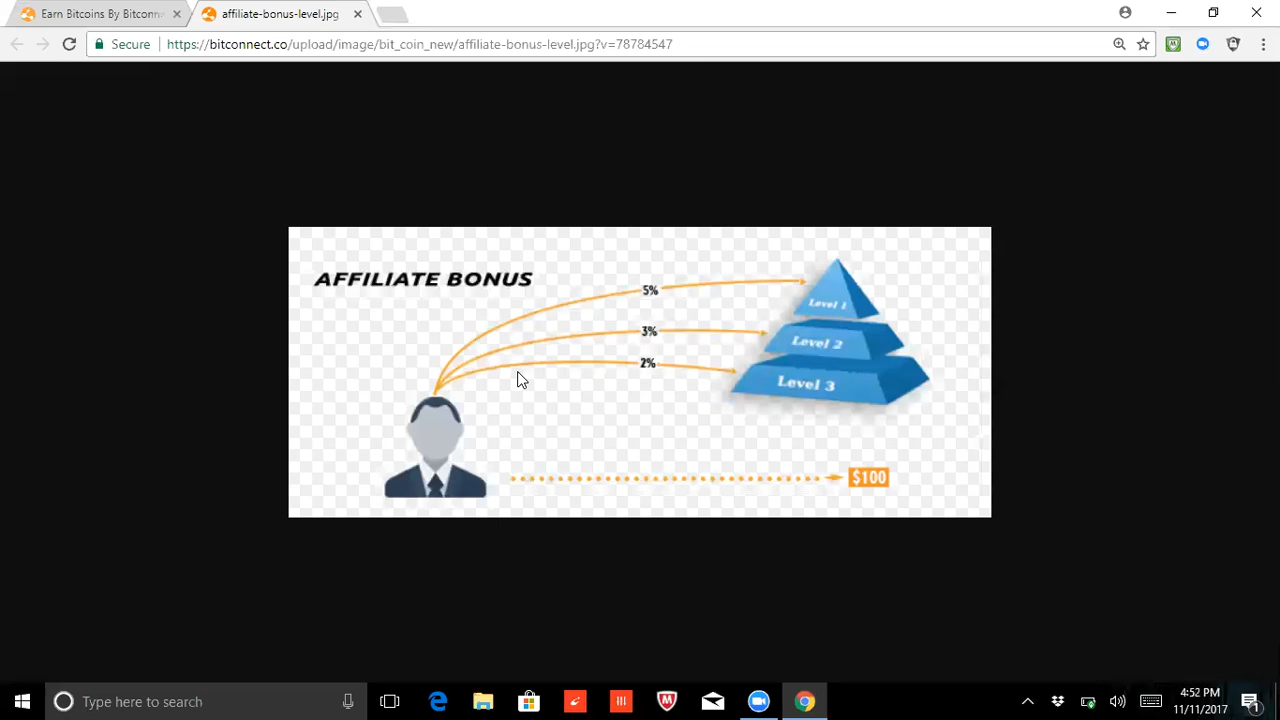 Earn Bitcoins By Bitconn
affiliate-bonus-level.jpg
Secure
https://bitconnect.co/upload/image/bit_coin_new/affiliate-bonus-level.jpg?v=78784547
AFFILIATE BONUS
5%
Level 1
3%
Level 2
2%
Level 3
$100
Type here to search
4:52 PM
11/11/2017
1